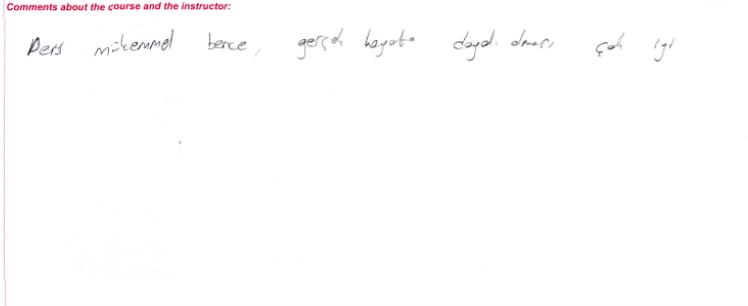 Comments about the course and the instructor:
Ders mükemmel bence, gerçek hayata dayalı olması çok iyi